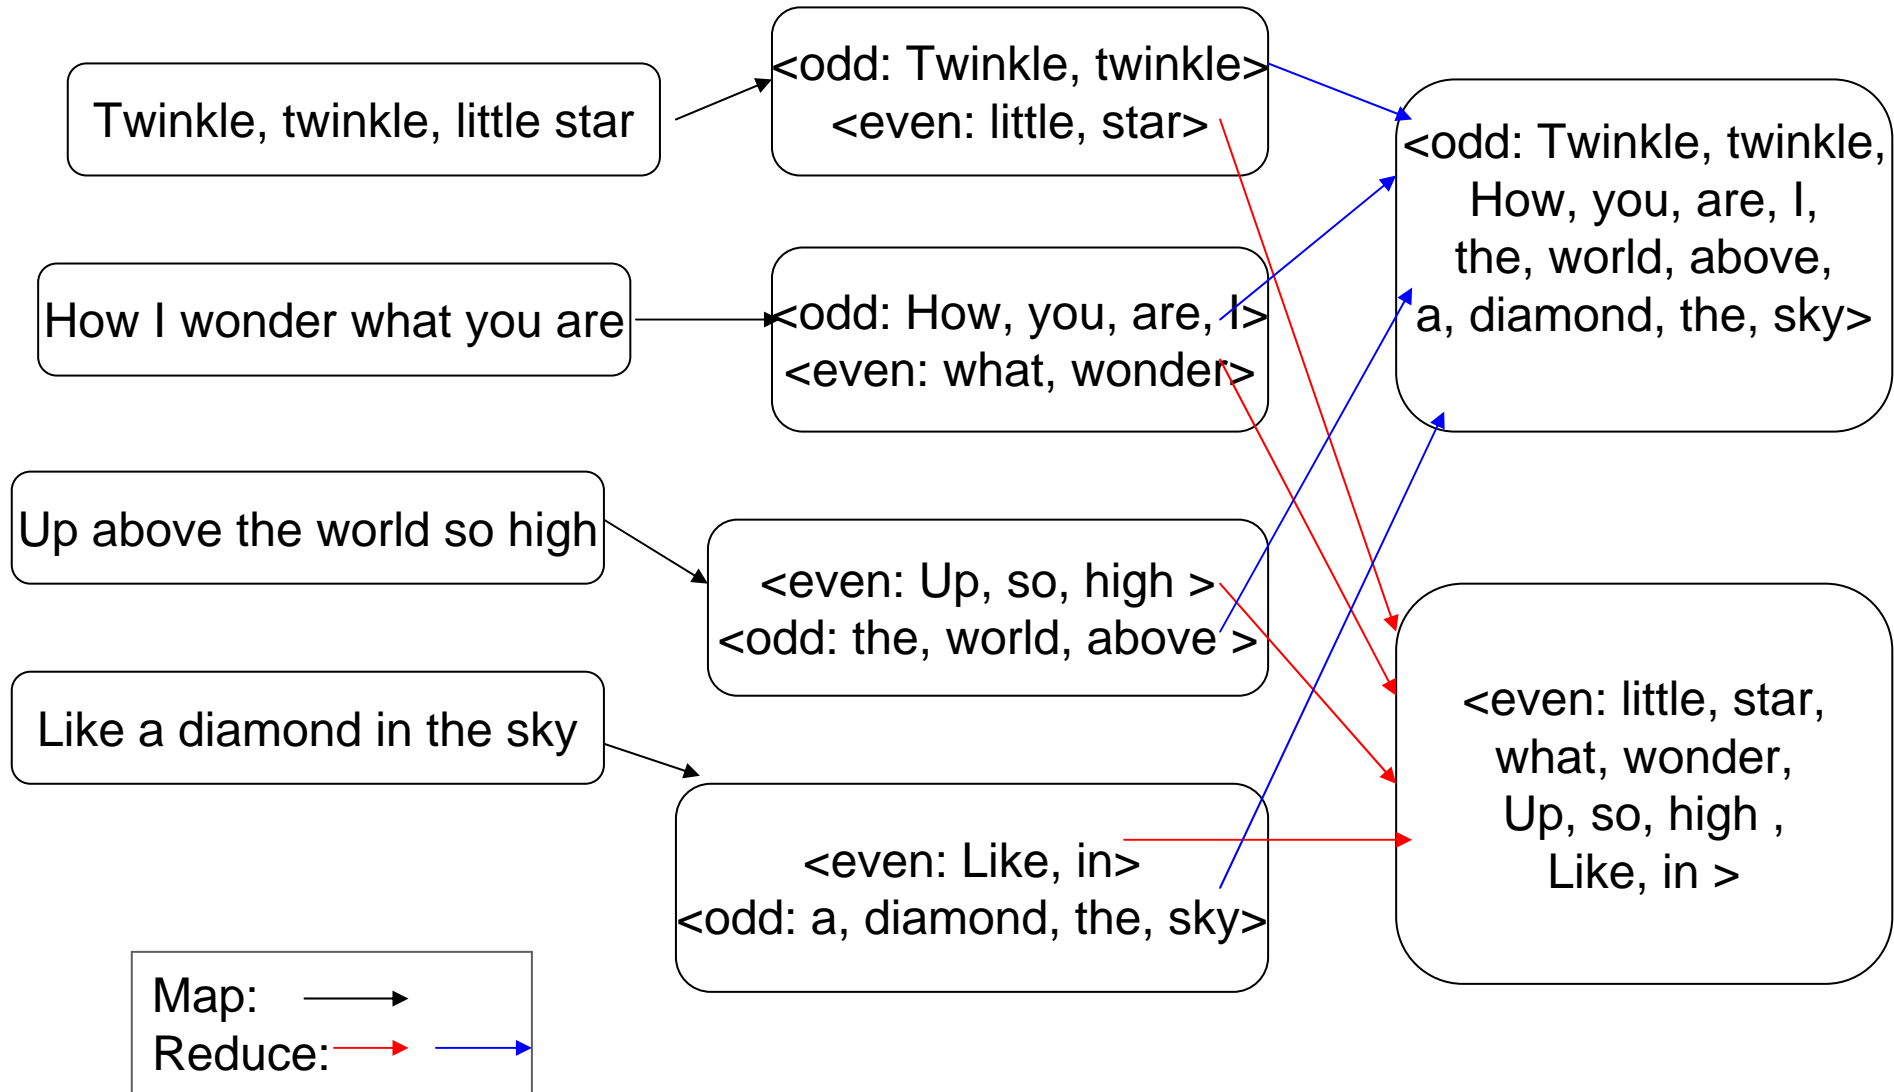 Twinkle, twinkle, little star
How I wonder what you are
Up above the world so high
Like a diamond in the sky
<odd: Twinkle, twinkle>
<even: little, star>
<odd: How, you, are, I>
<even: what, wonder>
<even: Up, so, high >
<odd: the, world, above >
<even: Like, in>
<odd: a, diamond, the, sky>
<odd: Twinkle, twinkle,
How, you, are, I,
the, world, above,
a, diamond, the, sky>
<even: little, star,
what, wonder,
Up, so, high ,
Like, in >
Map:
Reduce: